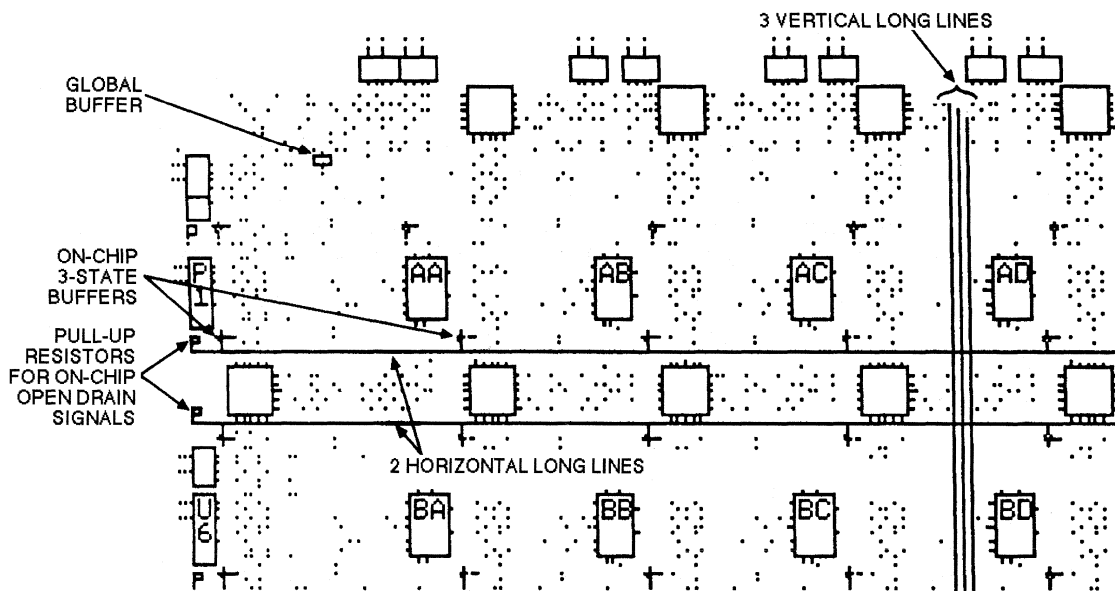 3 VERTICAL LONG LINES
GLOBAL
BUFFER
ON-CHIP
3-STATE
BUFFERS
P
1
AA
AB
AC
AD
PULL-UP
RESISTORS
FOR ON-CHIP
OPEN DRAIN
SIGNALS
2 HORIZONTAL LONG LINES
U
6
BA
BB
BC
BD